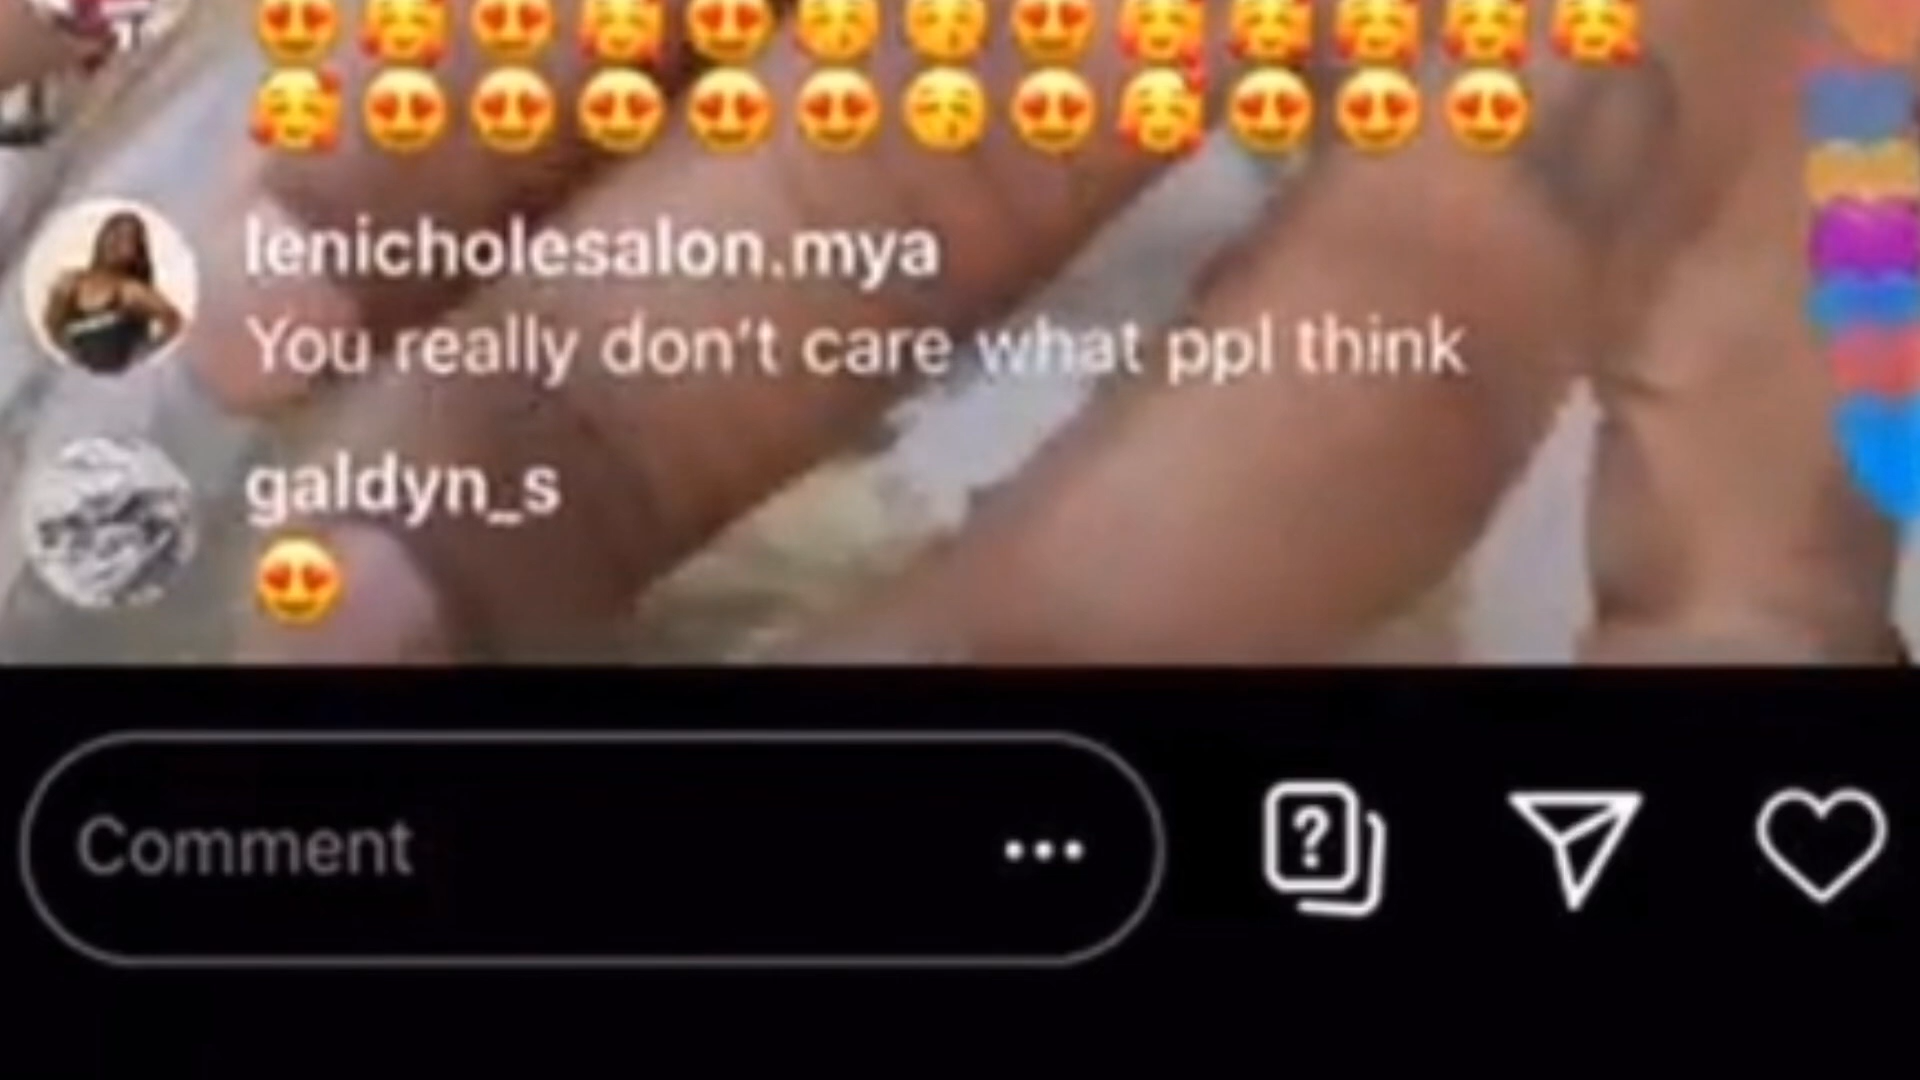 😍🥰😍🥰😍😚😚😍🥰🥰🥰🥰🥰
🥰😍😍😍😍😍😚😍🥰😍😍😍
lenicholesalon.mya
You really don't care what ppl think
galdyn_s
😍
Comment